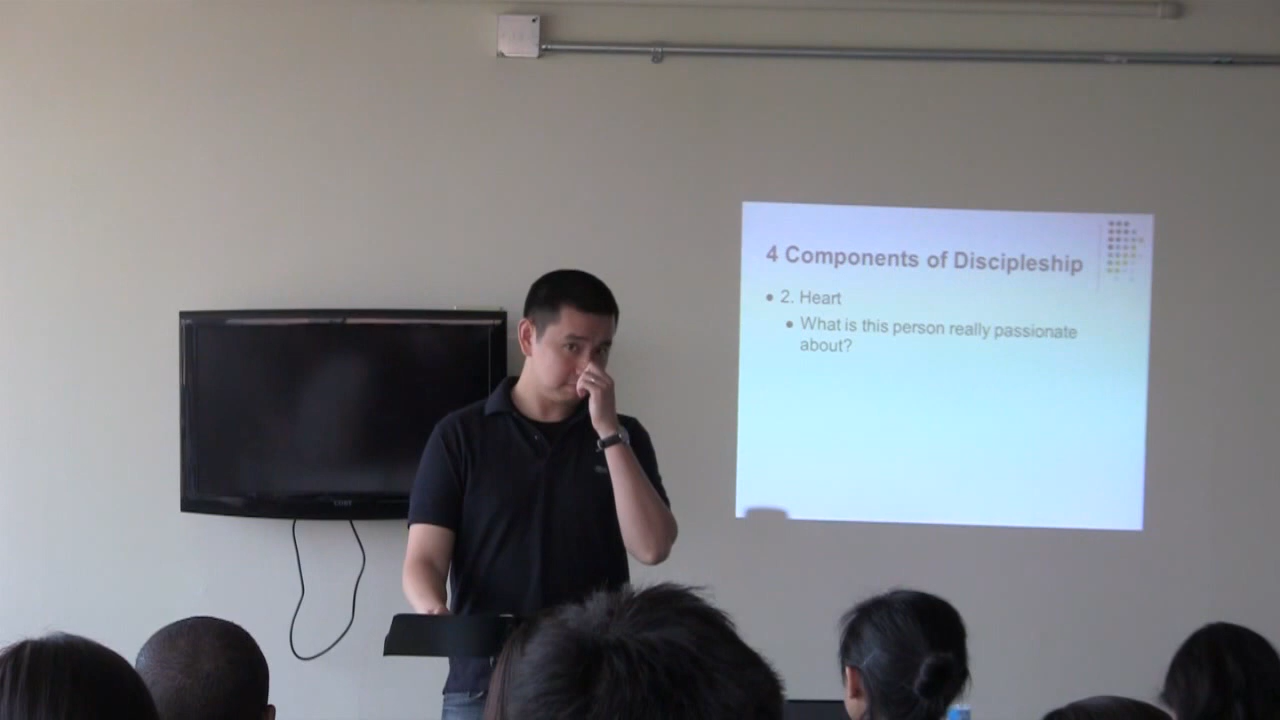 4 Components of Discipleship
• 2. Heart
• What is this person really passionate
about?